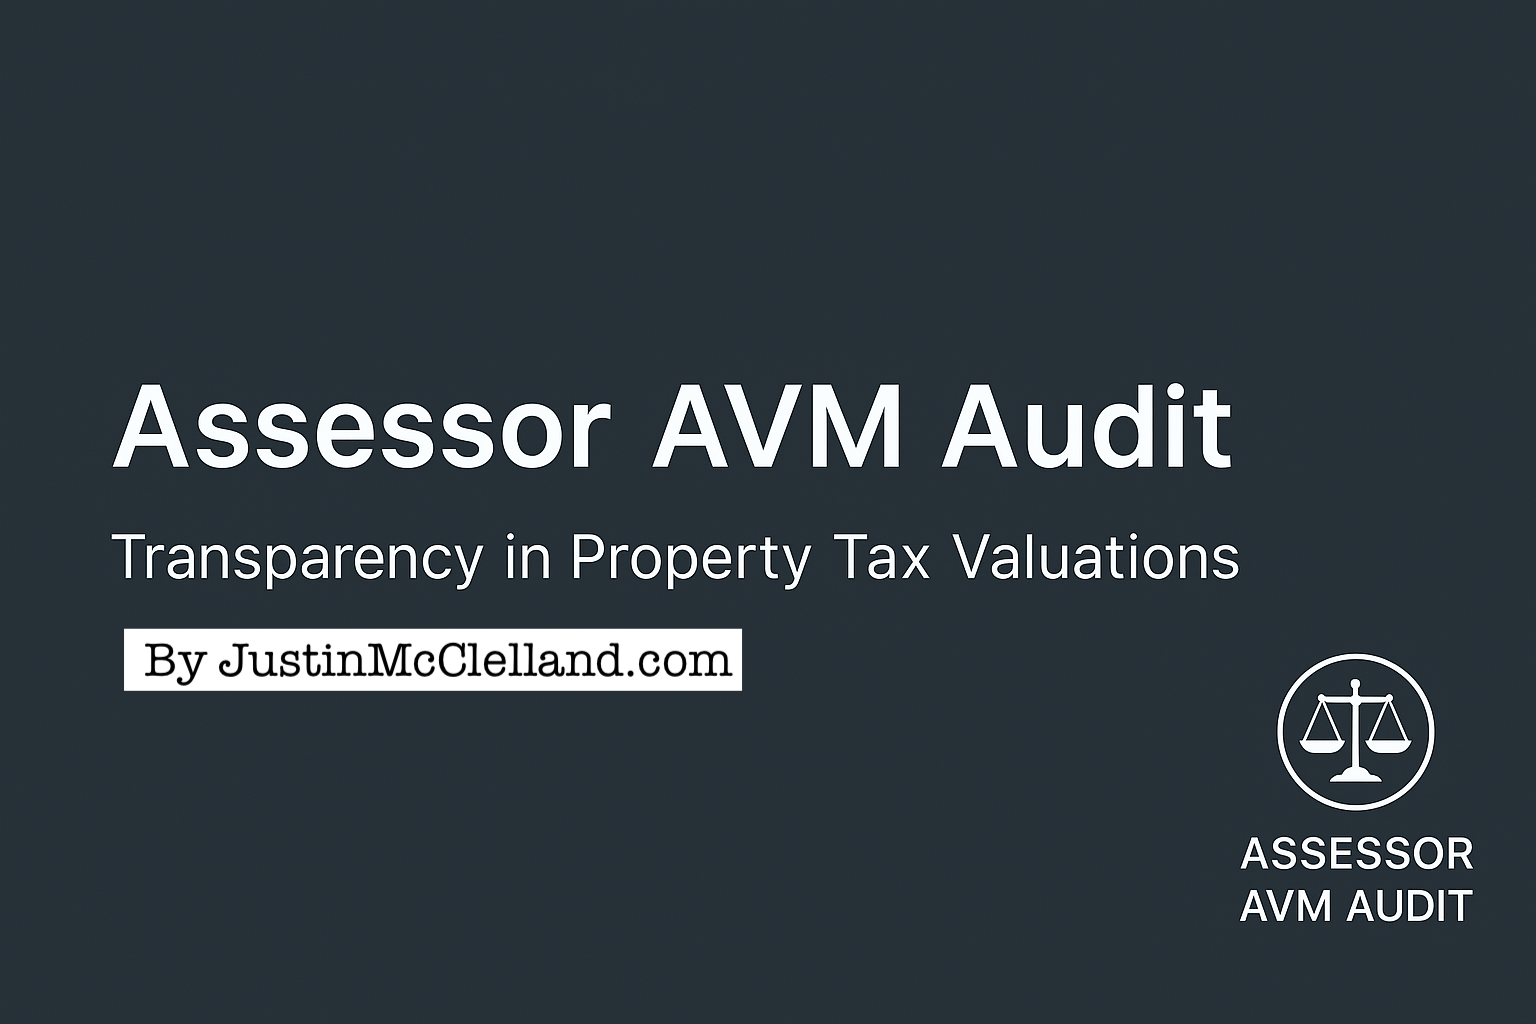 Assessor AVM Audit
Transparency in Property Tax Valuations
By JustinMcClelland.com
ASSESSOR
AVM AUDIT